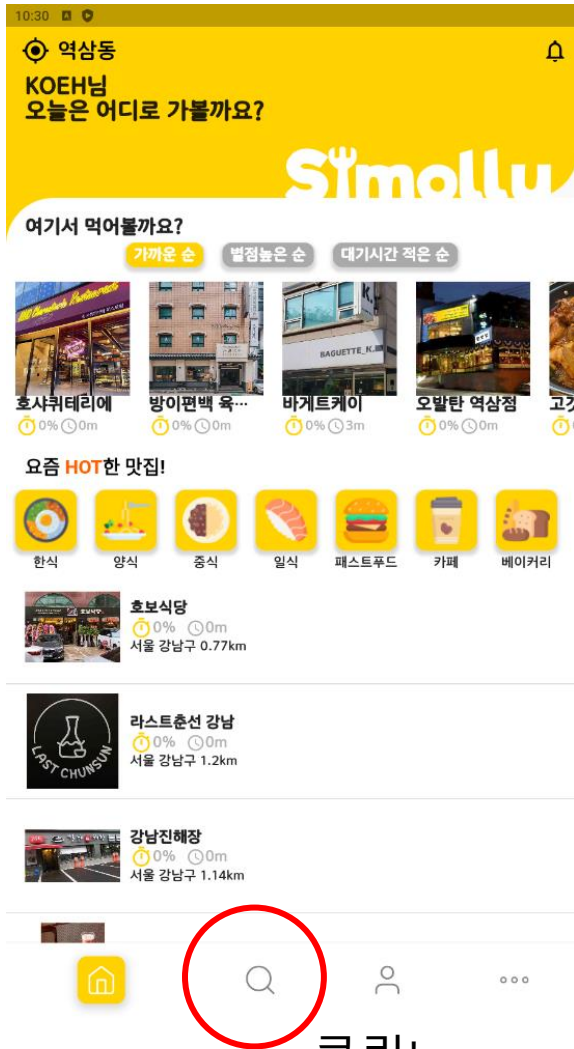 10:30
역삼동
KOEH님
오늘은 어디로 가볼까요?
Simolly
여기서 먹어볼까요?
가까운 순 별점높은 순 대기시간 적은 순
BAGUETTE_K.
호샤퀴테리에 방이편백 육… 바게트케이 오발탄 역삼점
0% 0m 0% 0m 0% 3m 0% 0m
요즘 HOT한 맛집!
한식 양식 중식 일식 패스트푸드 카페 베이커리
호보식당
0% 0m
서울 강남구 0.77km
LAST CHUNSUN
라스트춘선 강남
0% 0m
서울 강남구 1.2km
강남진해장
0% 0m
서울 강남구 1.14km